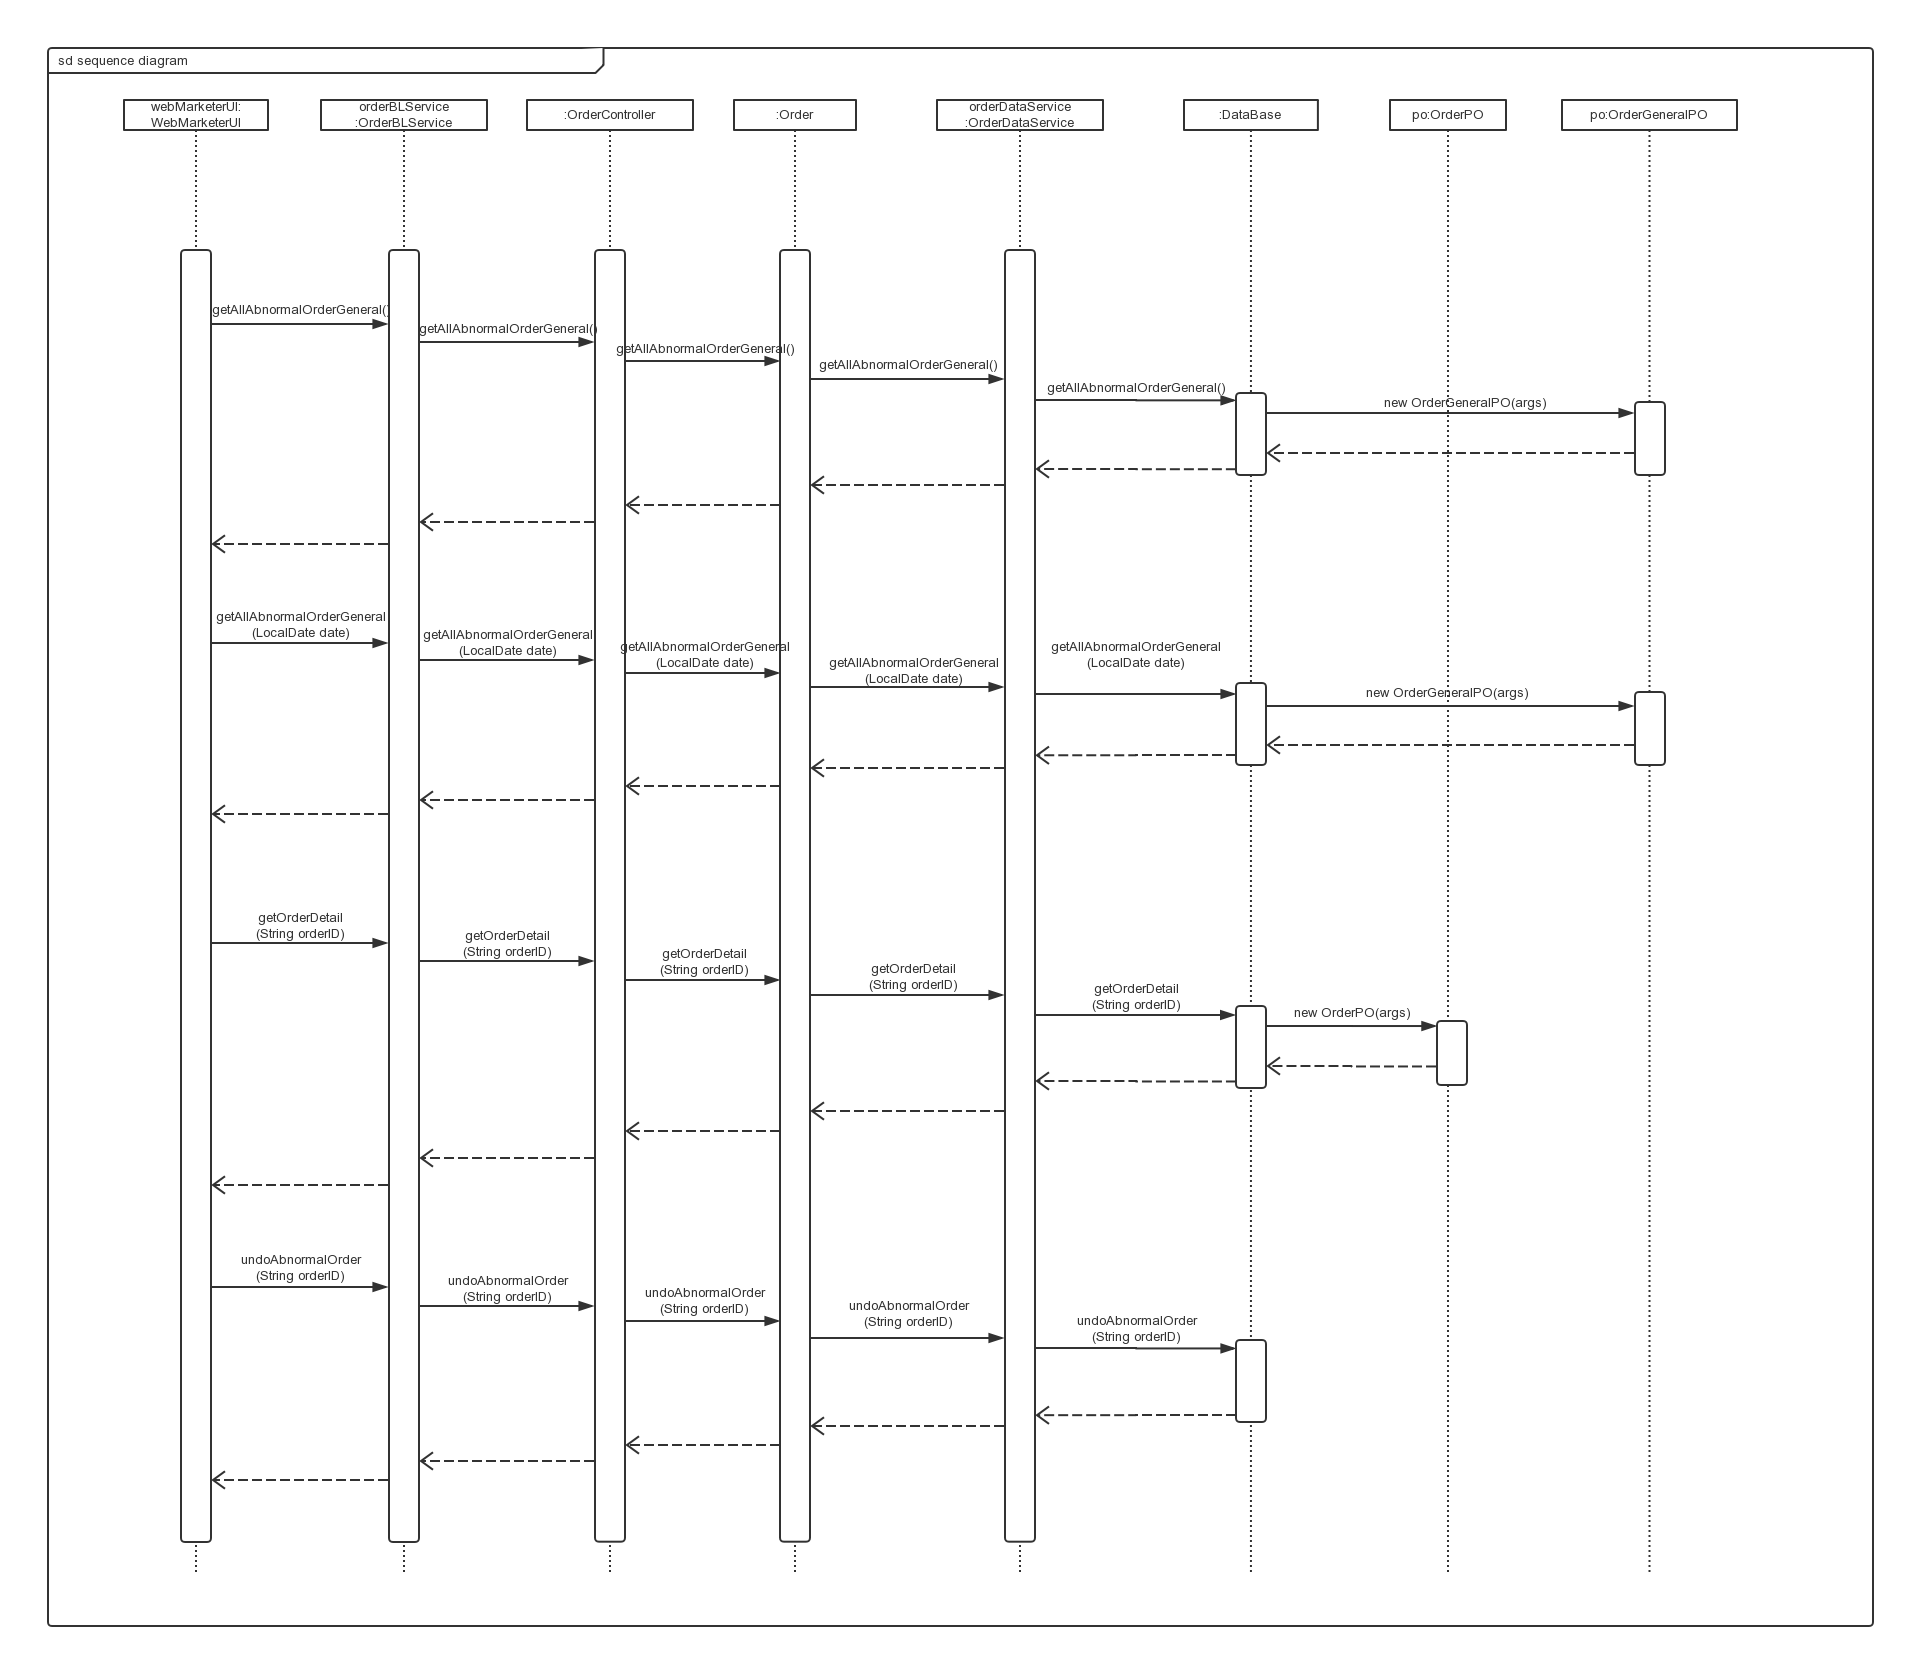 sd sequence diagram
webMarketerUI:
WebMarketerUI
orderBLService
:OrderBLService
:OrderController
:Order
orderDataService
:OrderDataService
:DataBase
po:OrderPO
po:OrderGeneralPO
getAllAbnormalOrderGeneral()
getAllAbnormalOrderGeneral()
getAllAbnormalOrderGeneral()
getAllAbnormalOrderGeneral()
getAllAbnormalOrderGeneral()
new OrderGeneralPO(args)
getAllAbnormalOrderGeneral
(LocalDate date)
getAllAbnormalOrderGeneral
(LocalDate date)
getAllAbnormalOrderGeneral
(LocalDate date)
getAllAbnormalOrderGeneral
(LocalDate date)
getAllAbnormalOrderGeneral
(LocalDate date)
new OrderGeneralPO(args)
getOrderDetail
(String orderID)
getOrderDetail
(String orderID)
getOrderDetail
(String orderID)
getOrderDetail
(String orderID)
getOrderDetail
(String orderID)
new OrderPO(args)
undoAbnormalOrder
(String orderID)
undoAbnormalOrder
(String orderID)
undoAbnormalOrder
(String orderID)
undoAbnormalOrder
(String orderID)
undoAbnormalOrder
(String orderID)